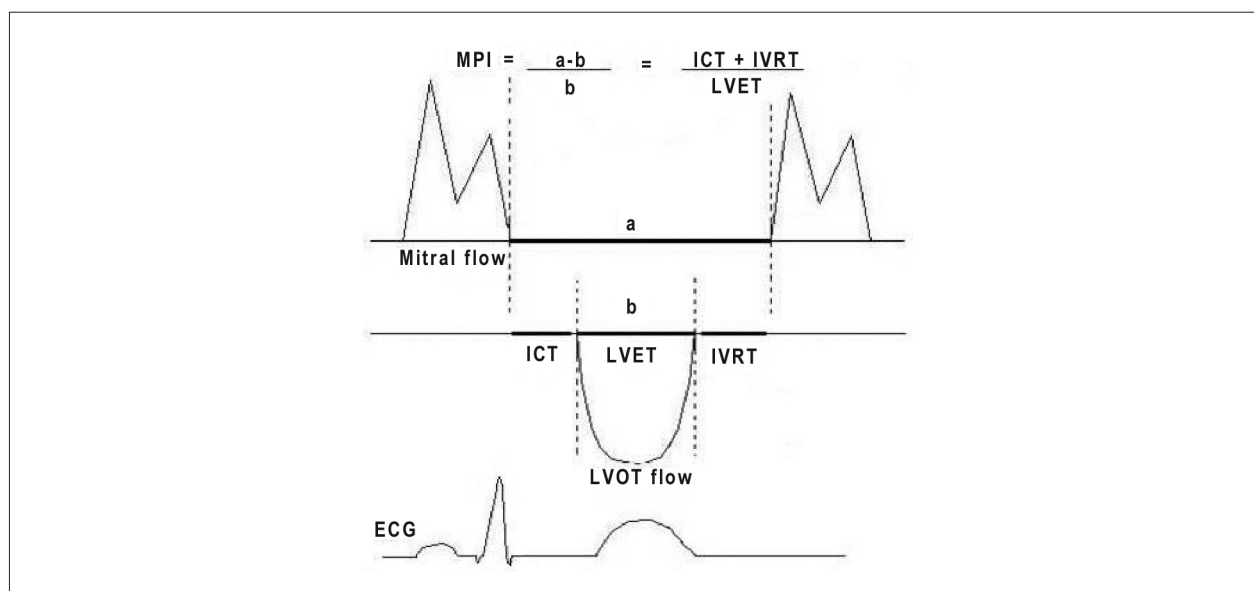 MPI = a-b = ICT + IVRT
b LVET
a
Mitral flow
b
ICT LVET IVRT
LVOT flow
ECG